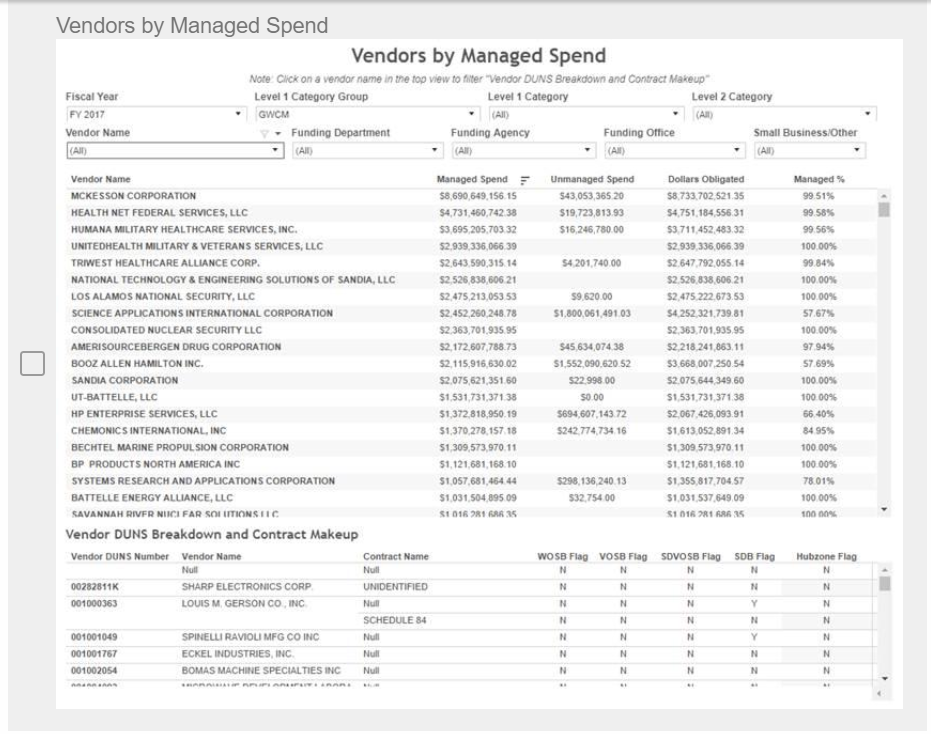 Vendors by Managed Spend
Vendors by Managed Spend
Note: Click on a vendor name in the top view to filter "Vendor DUNS Breakdown and Contract Makeup"
Fiscal Year Level 1 Category Group Level 1 Category Level 2 Category
FY 2017 GWCM (All) (All)
Vendor Name Funding Department Funding Agency Funding Office Small Business/Other
(All) (All) (All) (All) (All)
Vendor Name Managed Spend Unmanaged Spend Dollars Obligated Managed %
MCKESSON CORPORATION $8,690,649,156.15 $43,053,365.20 $8,733,702,521.35 99.51%
HEALTH NET FEDERAL SERVICES, LLC $4,731,460,742.38 $19,723,813.93 $4,751,184,556.31 99.58%
HUMANA MILITARY HEALTHCARE SERVICES, INC. $3,695,205,703.32 $16,246,780.00 $3,711,452,483.32 99.56%
UNITEDHEALTH MILITARY & VETERANS SERVICES, LLC $2,939,336,066.39 $2,939,336,066.39 100.00%
TRIWEST HEALTHCARE ALLIANCE CORP. $2,643,590,315.14 $4,201,740.00 $2,647,792,055.14 99.84%
NATIONAL TECHNOLOGY & ENGINEERING SOLUTIONS OF SANDIA, LLC $2,526,838,606.21 $2,526,838,606.21 100.00%
LOS ALAMOS NATIONAL SECURITY, LLC $2,475,213,053.53 $9,620.00 $2,475,222,673.53 100.00%
SCIENCE APPLICATIONS INTERNATIONAL CORPORATION $2,452,260,248.78 $1,800,061,491.03 $4,252,321,739.81 57.67%
CONSOLIDATED NUCLEAR SECURITY LLC $2,363,701,935.95 $2,363,701,935.95 100.00%
AMERISOURCEBERGEN DRUG CORPORATION $2,172,607,788.73 $45,634,074.38 $2,218,241,863.11 97.94%
BOOZ ALLEN HAMILTON INC. $2,115,916,630.02 $1,552,090,620.52 $3,668,007,250.54 57.69%
SANDIA CORPORATION $2,075,621,351.60 $22,998.00 $2,075,644,349.60 100.00%
UT-BATTELLE, LLC $1,531,731,371.38 $0.00 $1,531,731,371.38 100.00%
HP ENTERPRISE SERVICES, LLC $1,372,818,950.19 $694,607,143.72 $2,067,426,093.91 66.40%
CHEMONICS INTERNATIONAL, INC $1,370,278,157.18 $242,774,734.16 $1,613,052,891.34 84.95%
BECHTEL MARINE PROPULSION CORPORATION $1,309,573,970.11 $1,309,573,970.11 100.00%
BP PRODUCTS NORTH AMERICA INC $1,121,681,168.10 $1,121,681,168.10 100.00%
SYSTEMS RESEARCH AND APPLICATIONS CORPORATION $1,057,681,464.44 $298,136,240.13 $1,355,817,704.57 78.01%
BATTELLE ENERGY ALLIANCE, LLC $1,031,504,895.09 $32,754.00 $1,031,537,649.09 100.00%
SAVANNAH RIVER NUCLEAR SOLUTIONS LLC $1,016,281,686.35 $1,016,281,686.35 100.00%
Vendor DUNS Breakdown and Contract Makeup
Vendor DUNS Number Vendor Name Contract Name WOSB Flag VOSB Flag SDVOSB Flag SDB Flag Hubzone Flag
Null Null N N N N N
00282811K SHARP ELECTRONICS CORP. UNIDENTIFIED N N N N N
001000363 LOUIS M. GERSON CO., INC. Null N N N Y N
SCHEDULE 84 N N N N N
001001049 SPINELLI RAVIOLI MFG CO INC Null N N N Y N
001001767 ECKEL INDUSTRIES, INC. Null N N N N N
001002054 BOMAS MACHINE SPECIALTIES INC Null N N N N N